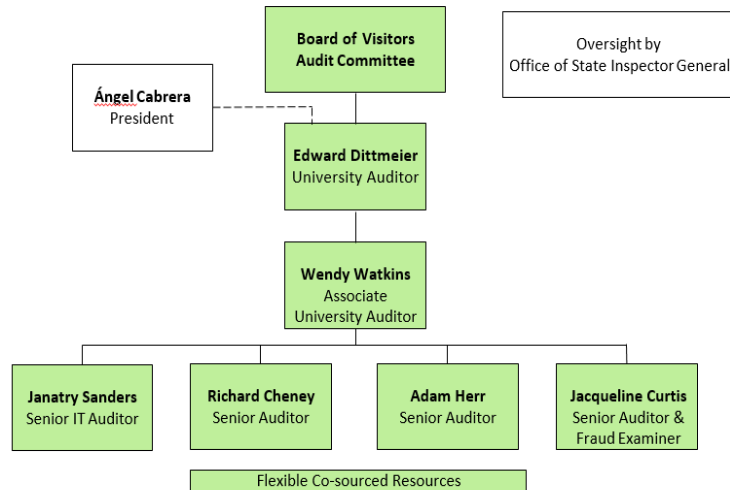 Board of Visitors
Audit Committee
Oversight by
Office of State Inspector General
Ángel Cabrera
President
Edward Dittmeier
University Auditor
Wendy Watkins
Associate
University Auditor
Janatry Sanders
Senior IT Auditor
Richard Cheney
Senior Auditor
Adam Herr
Senior Auditor
Jacqueline Curtis
Senior Auditor &
Fraud Examiner
Flexible Co-sourced Resources